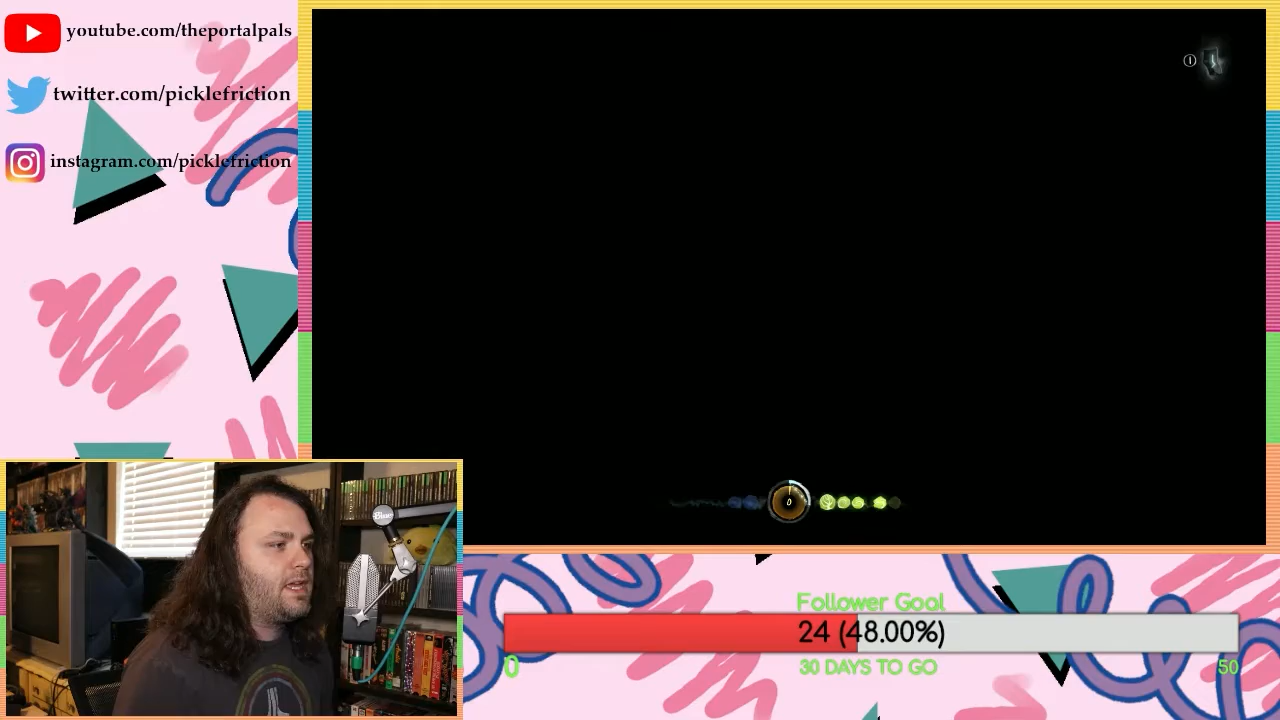 youtube.com/theportalpals
twitter.com/picklefriction
instagram.com/picklefriction
0
Follower Goal
24 (48.00%)
0
30 DAYS TO GO
50